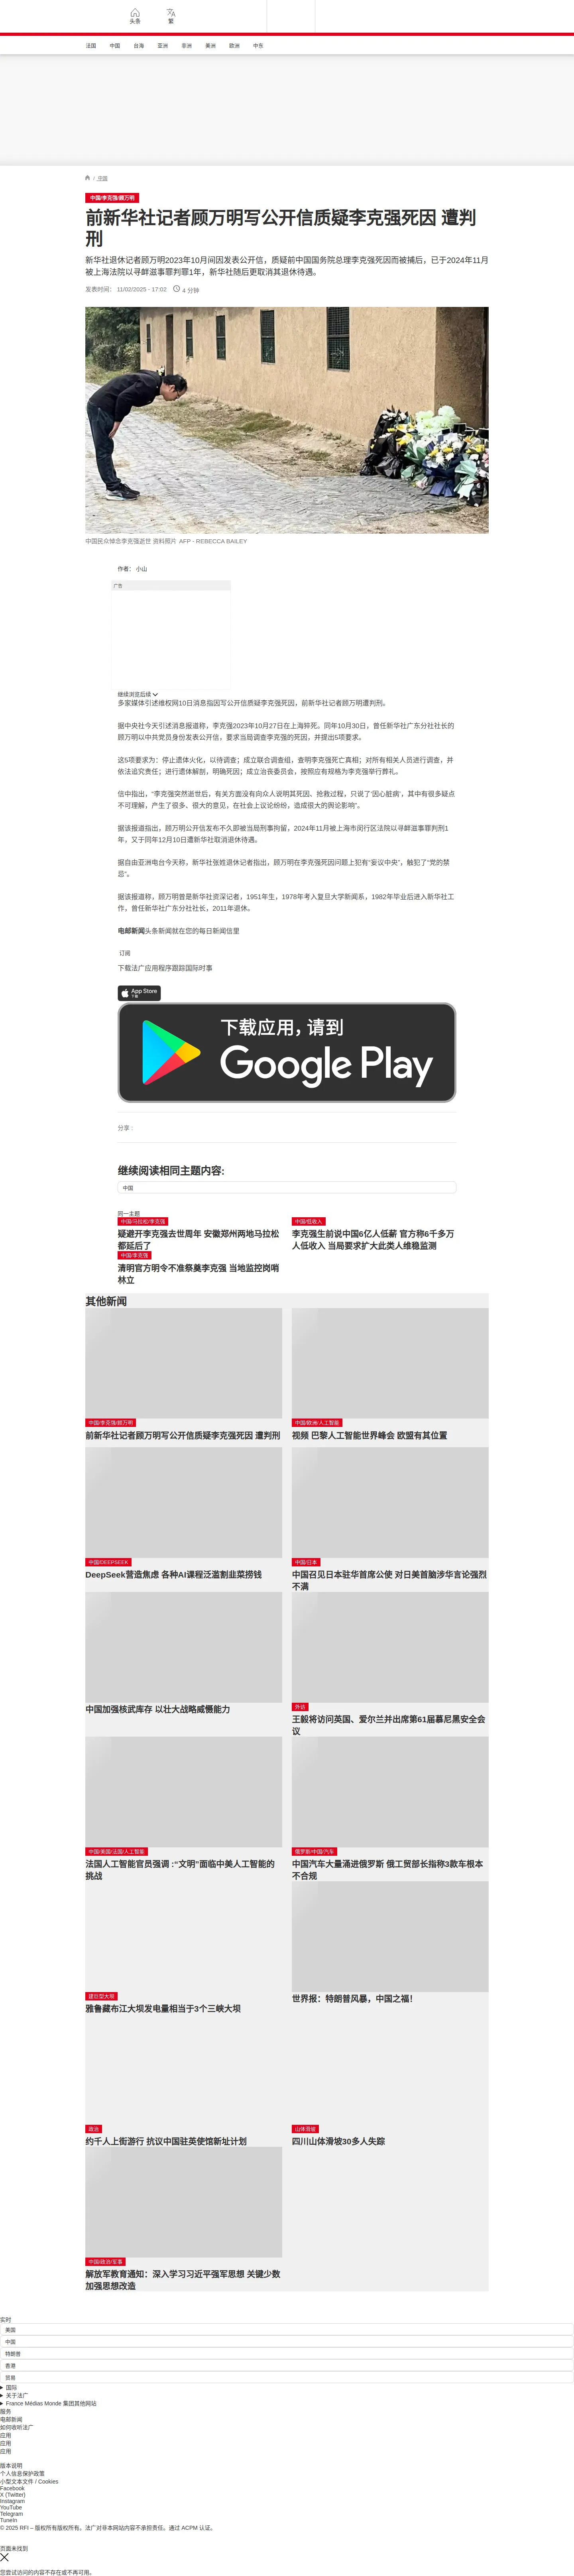 头条
繁
法国
中国
台海
亚洲
非洲
美洲
欧洲
中东
/ 中国
中国/李克强/顾万明
前新华社记者顾万明写公开信质疑李克强死因 遭判
刑
新华社退休记者顾万明2023年10月间因发表公开信，质疑前中国国务院总理李克强死因而被捕后，已于2024年11月
被上海法院以寻衅滋事罪判罪1年，新华社随后更取消其退休待遇。
发表时间： 11/02/2025 - 17:02 4 分钟
中国民众悼念李克强逝世 资料照片 AFP - REBECCA BAILEY
作者： 小山
广告
继续浏览后续
多家媒体引述维权网10日消息指因写公开信质疑李克强死因，前新华社记者顾万明遭判刑。
据中央社今天引述消息报道称，李克强2023年10月27日在上海猝死。同年10月30日，曾任新华社广东分社社长的
顾万明以中共党员身份发表公开信，要求当局调查李克强的死因，并提出5项要求。
这5项要求为：停止遗体火化，以待调查；成立联合调查组，查明李克强死亡真相；对所有相关人员进行调查，并
依法追究责任；进行遗体解剖，明确死因；成立治丧委员会，按照应有规格为李克强举行葬礼。
信中指出，“李克强突然逝世后，有关方面没有向众人说明其死因、抢救过程，只说了‘因心脏病’，其中有很多疑点
不可理解，产生了很多、很大的意见，在社会上议论纷纷，造成很大的舆论影响”。
据该报道指出，顾万明公开信发布不久即被当局刑事拘留，2024年11月被上海市闵行区法院以寻衅滋事罪判刑1
年，又于同年12月10日遭新华社取消退休待遇。
据自由亚洲电台今天称，新华社张姓退休记者指出，顾万明在李克强死因问题上犯有“妄议中央”，触犯了“党的禁
忌”。
据该报道称，顾万明曾是新华社资深记者，1951年生，1978年考入复旦大学新闻系，1982年毕业后进入新华社工
作，曾任新华社广东分社社长，2011年退休。
电邮新闻头条新闻就在您的每日新闻信里
订阅
下载法广应用程序跟踪国际时事
App Store
下载
下载应用，请到
Google Play
分享 :
继续阅读相同主题内容:
中国
同一主题
中国/马拉松/李克强
疑避开李克强去世周年 安徽郑州两地马拉松
都延后了
中国/低收入
李克强生前说中国6亿人低薪 官方称6千多万
人低收入 当局要求扩大此类人维稳监测
中国/李克强
清明官方明令不准祭奠李克强 当地监控岗哨
林立
其他新闻
中国/李克强/顾万明
前新华社记者顾万明写公开信质疑李克强死因 遭判刑
中国/欧洲/人工智能
视频 巴黎人工智能世界峰会 欧盟有其位置
中国/DEEPSEEK
DeepSeek营造焦虑 各种AI课程泛滥割韭菜捞钱
中国/日本
中国召见日本驻华首席公使 对日美首脑涉华言论强烈
不满
中国加强核武库存 以壮大战略威慑能力
外访
王毅将访问英国、爱尔兰并出席第61届慕尼黑安全会
议
中国/美国/法国/人工智能
法国人工智能官员强调 :“文明”面临中美人工智能的
挑战
俄罗斯/中国/汽车
中国汽车大量涌进俄罗斯 俄工贸部长指称3款车根本
不合规
建巨型大坝
雅鲁藏布江大坝发电量相当于3个三峡大坝
世界报：特朗普风暴，中国之福！
政治
约千人上街游行 抗议中国驻英使馆新址计划
山体滑坡
四川山体滑坡30多人失踪
中国/政治/军事
解放军教育通知：深入学习习近平强军思想 关键少数
加强思想改造
实时
美国
中国
特朗普
香港
贸易
国际
关于法广
France Médias Monde 集团其他网站
服务
电邮新闻
如何收听法广
应用
应用
应用
版本说明
个人信息保护政策
小型文本文件 / Cookies
Facebook
X (Twitter)
Instagram
YouTube
Telegram
TuneIn
© 2025 RFI – 版权所有版权所有。法广对非本网站内容不承担责任。通过 ACPM 认证。
页面未找到
您尝试访问的内容不存在或不再可用。